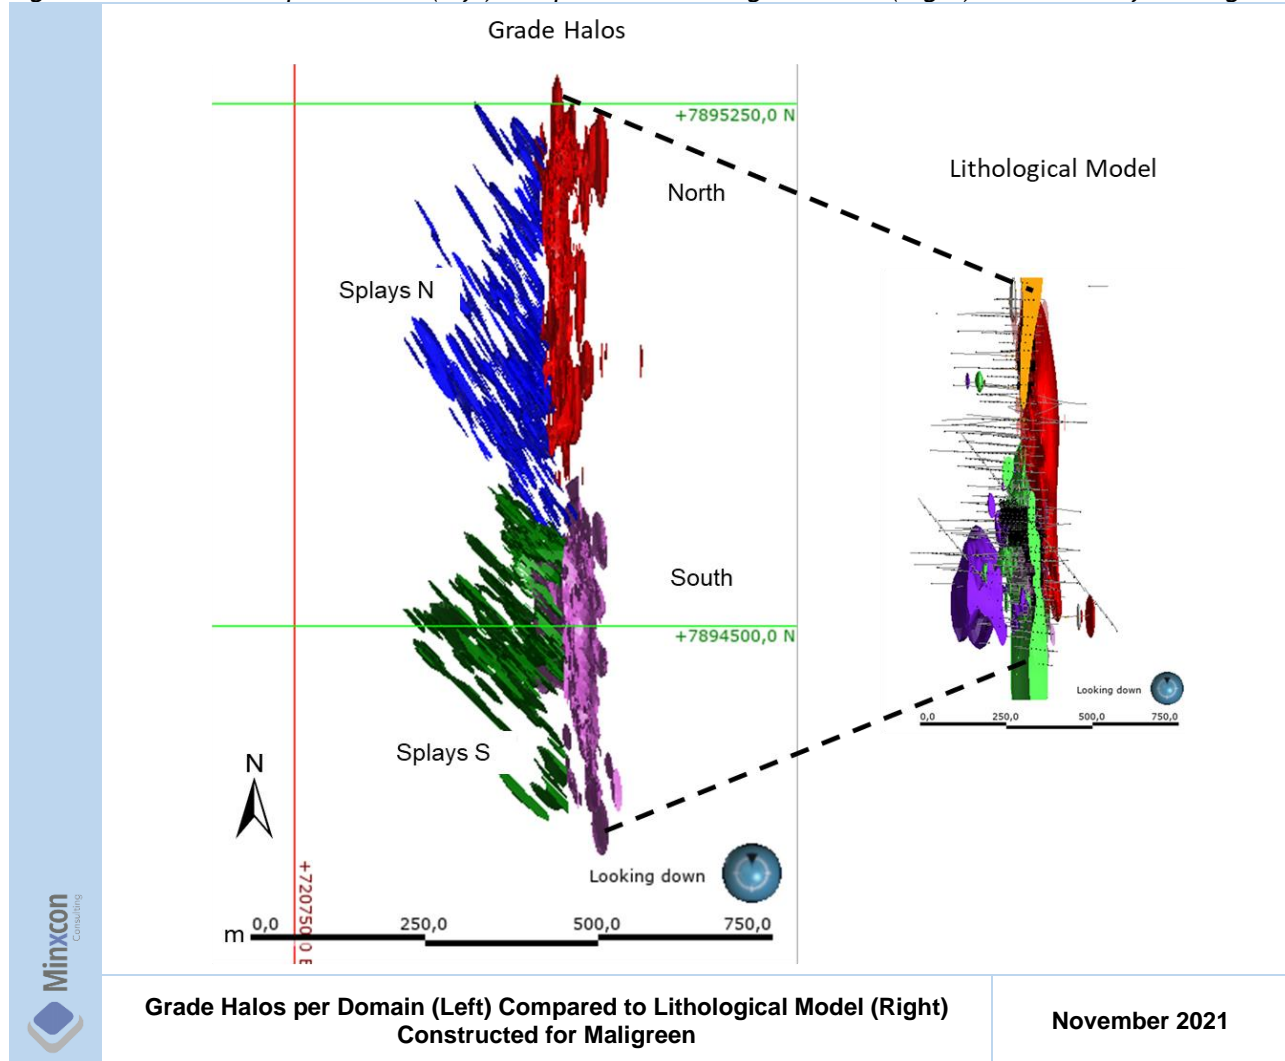 Grade Halos
+7895250,0 N
North
Lithological Model
Splays N
South
+7894500,0 N
Splays S
N
Looking down
Looking down
0,0 250,0 500,0 750,0
m 0,0 250,0 500,0 750,0
Minxcon
Consulting
Grade Halos per Domain (Left) Compared to Lithological Model (Right)
Constructed for Maligreen
November 2021